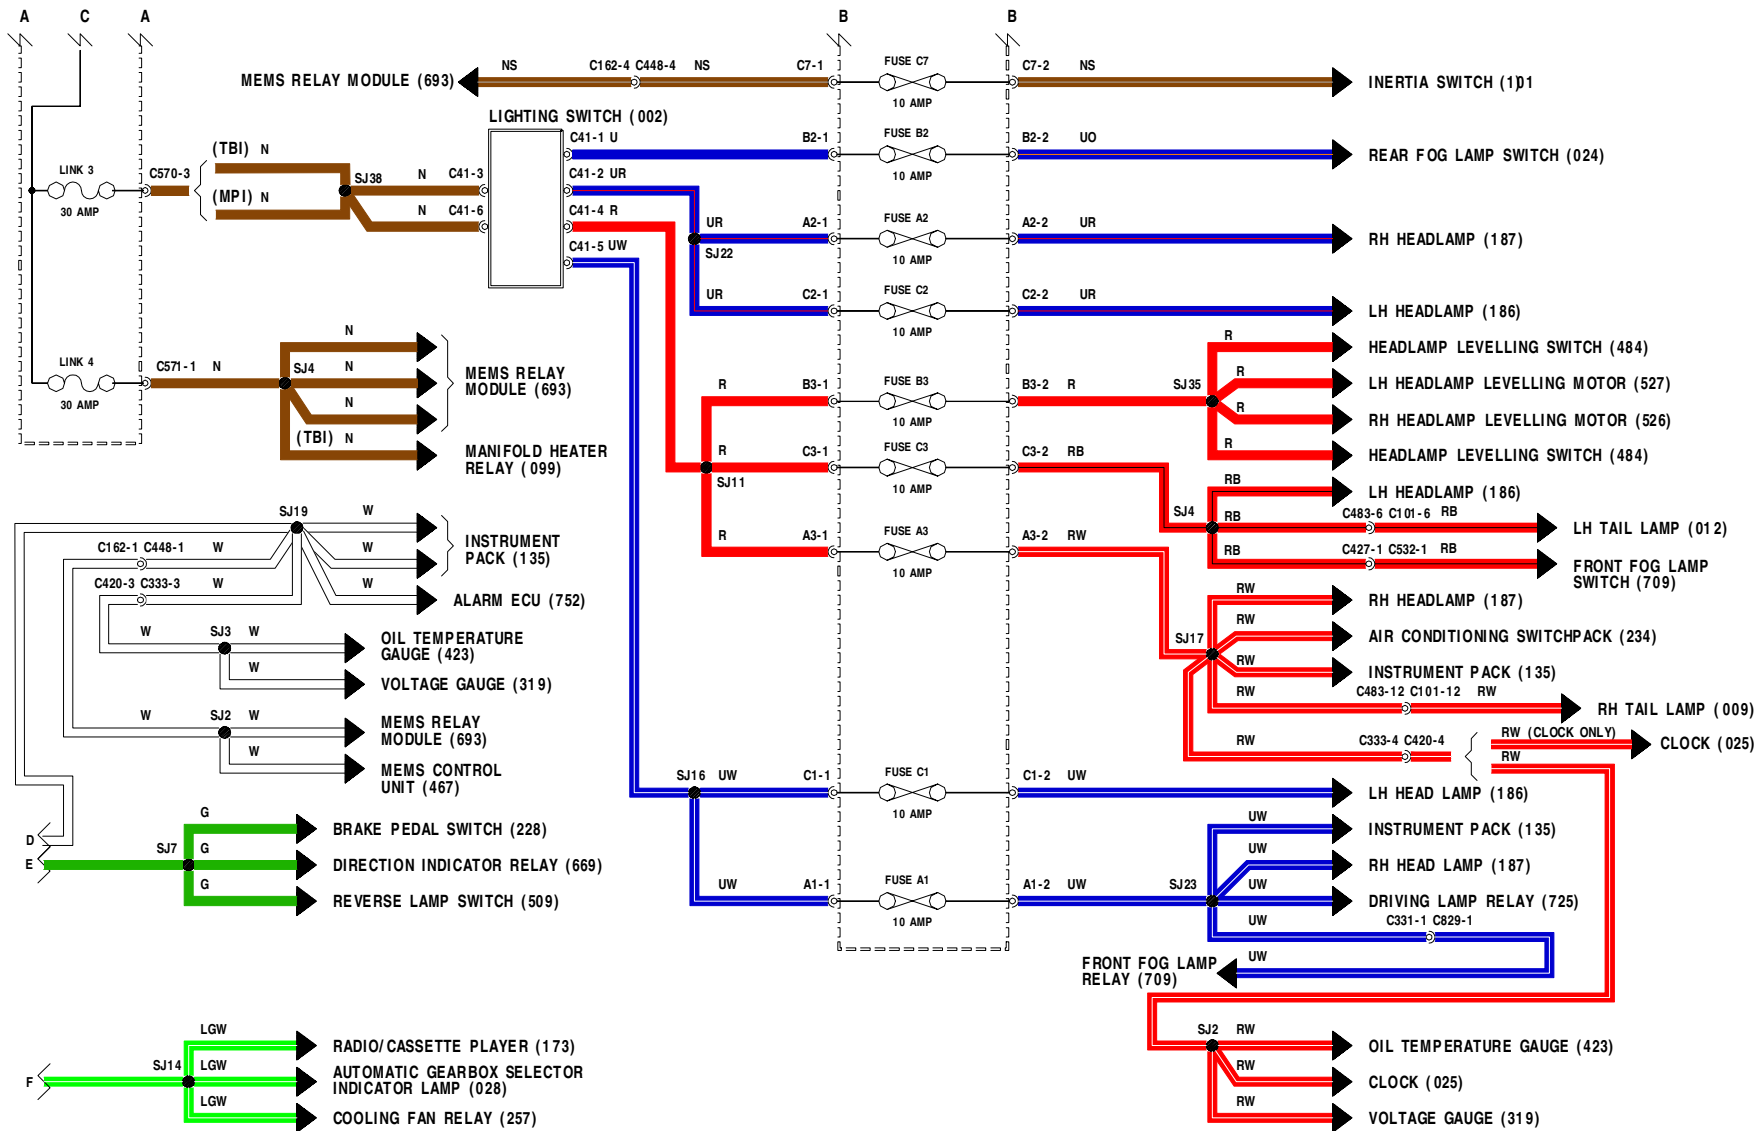 A C A B B
MEMS RELAY MODULE (693) NS C162-4 C448-4 NS C7-1 FUSE C7 10 AMP C7-2 NS INERTIA SWITCH (101
LIGHTING SWITCH (002)
C41-1 U B2-1 FUSE B2 10 AMP B2-2 UO REAR FOG LAMP SWITCH (024)
LINK 3
30 AMP
C570-3
(TBI) N
(MPI) N
SJ38
N C41-3
N C41-6
C41-2 UR
C41-4 R
C41-5 UW
UR A2-1 FUSE A2 10 AMP A2-2 UR RH HEADLAMP (187)
SJ22
UR C2-1 FUSE C2 10 AMP C2-2 UR LH HEADLAMP (186)
LINK 4
30 AMP
C571-1 N SJ4
N
N
N
MEMS RELAY
MODULE (693)
(TBI) N
MANIFOLD HEATER
RELAY (099)
R B3-1 FUSE B3 10 AMP B3-2 R SJ35
R HEADLAMP LEVELLING SWITCH (484)
R LH HEADLAMP LEVELLING MOTOR (527)
R RH HEADLAMP LEVELLING MOTOR (526)
R HEADLAMP LEVELLING SWITCH (484)
R C3-1 FUSE C3 10 AMP C3-2 RB
SJ11
SJ4
RB LH HEADLAMP (186)
RB C483-6 C101-6 RB LH TAIL LAMP (012)
RB C427-1 C532-1 RB FRONT FOG LAMP
SWITCH (709)
R A3-1 FUSE A3 10 AMP A3-2 RW
SJ17
RW RH HEADLAMP (187)
RW AIR CONDITIONING SWITCHPACK (234)
RW INSTRUMENT PACK (135)
RW C483-12 C101-12 RW RH TAIL LAMP (009)
RW C333-4 C420-4
RW (CLOCK ONLY) CLOCK (025)
RW
SJ19 W
W
INSTRUMENT
PACK (135)
C162-1 C448-1 W
C420-3 C333-3 W
W ALARM ECU (752)
W SJ3 W OIL TEMPERATURE
GAUGE (423)
W VOLTAGE GAUGE (319)
W SJ2 W MEMS RELAY
MODULE (693)
W MEMS CONTROL
UNIT (467)
SJ16 UW C1-1 FUSE C1 10 AMP C1-2 UW LH HEAD LAMP (186)
UW A1-1 FUSE A1 10 AMP A1-2 UW SJ23
UW INSTRUMENT PACK (135)
UW RH HEAD LAMP (187)
UW DRIVING LAMP RELAY (725)
UW C331-1 C829-1
UW FRONT FOG LAMP
RELAY (709)
D
E
SJ7
G BRAKE PEDAL SWITCH (228)
G DIRECTION INDICATOR RELAY (669)
G REVERSE LAMP SWITCH (509)
F
SJ14
LGW RADIO/CASSETTE PLAYER (173)
LGW AUTOMATIC GEARBOX SELECTOR
INDICATOR LAMP (028)
LGW COOLING FAN RELAY (257)
SJ2 RW OIL TEMPERATURE GAUGE (423)
RW CLOCK (025)
RW VOLTAGE GAUGE (319)